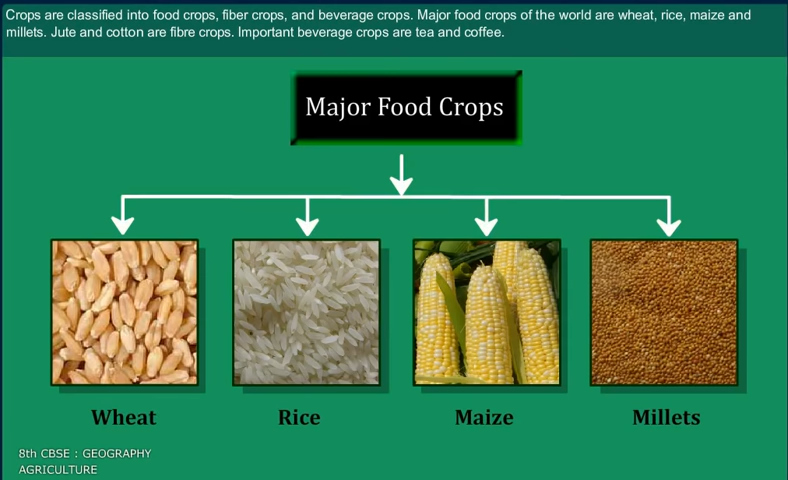 Crops are classified into food crops, fiber crops, and beverage crops. Major food crops of the world are wheat, rice, maize and
millets. Jute and cotton are fibre crops. Important beverage crops are tea and coffee.
Major Food Crops
Wheat
Rice
Maize
Millets
8th CBSE : GEOGRAPHY
AGRICULTURE